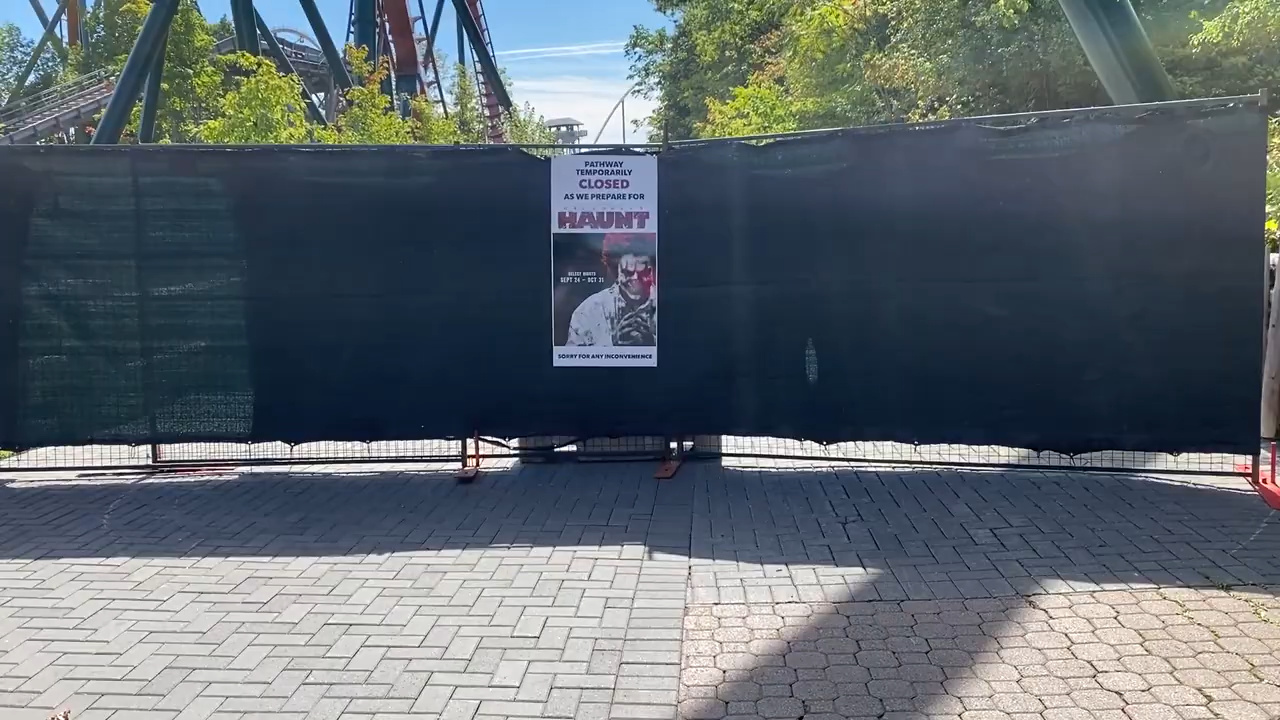 PATHWAY
TEMPORARILY
CLOSED
AS WE PREPARE FOR
HAUNT
SELECT NIGHTS
SEPT 24 - OCT 31
SORRY FOR ANY INCONVENIENCE